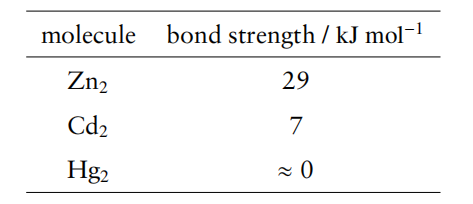 molecule bond strength / kJ mol⁻¹
Zn₂ 29
Cd₂ 7
Hg₂ ≈ 0